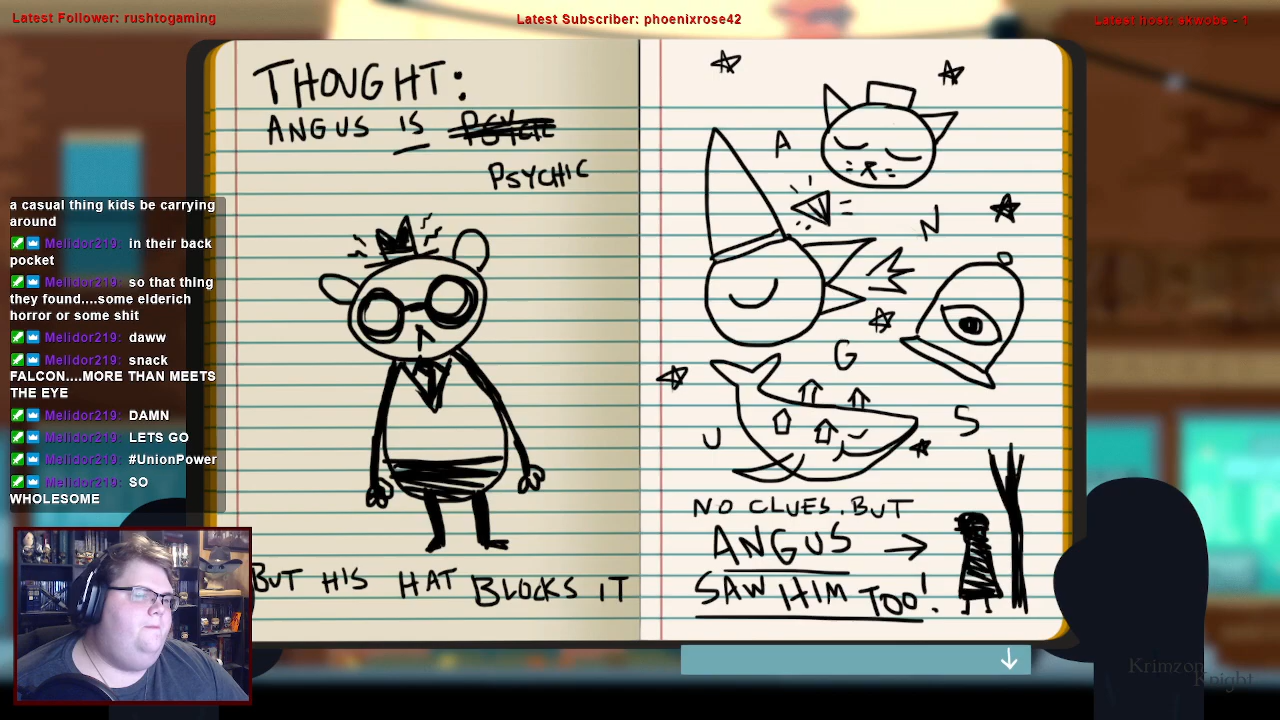 Latest Follower: rushtogaming
Latest Subscriber: phoenixrose42
Latest host: skwobs - 1
THOUGHT:
ANGUS IS
PSYCHIC
BUT HIS HAT BLOCKS IT
A
N
G
U
S
NO CLUES. BUT
ANGUS →
SAW HIM TOO!
a casual thing kids be carrying
around
Melidor219: in their back
pocket
Melidor219: so that thing
they found....some elderich
horror or some shit
Melidor219: daww
Melidor219: snack
FALCON....MORE THAN MEETS
THE EYE
Melidor219: DAMN
Melidor219: LETS GO
Melidor219: #UnionPower
Melidor219: SO
WHOLESOME
Krimzon
Knight